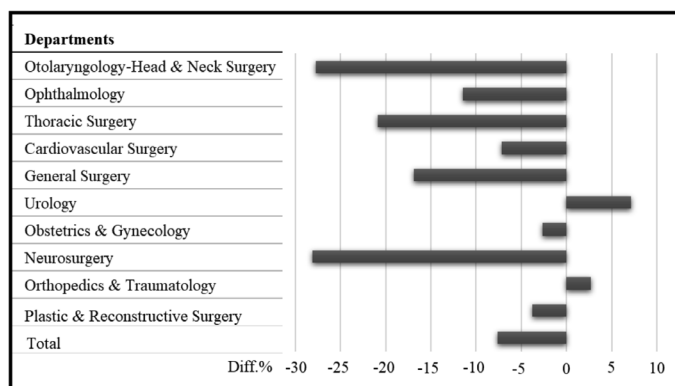 Departments
Otolaryngology-Head & Neck Surgery
Ophthalmology
Thoracic Surgery
Cardiovascular Surgery
General Surgery
Urology
Obstetrics & Gynecology
Neurosurgery
Orthopedics & Traumatology
Plastic & Reconstructive Surgery
Total
Diff.% -30 -25 -20 -15 -10 -5 0 5 10